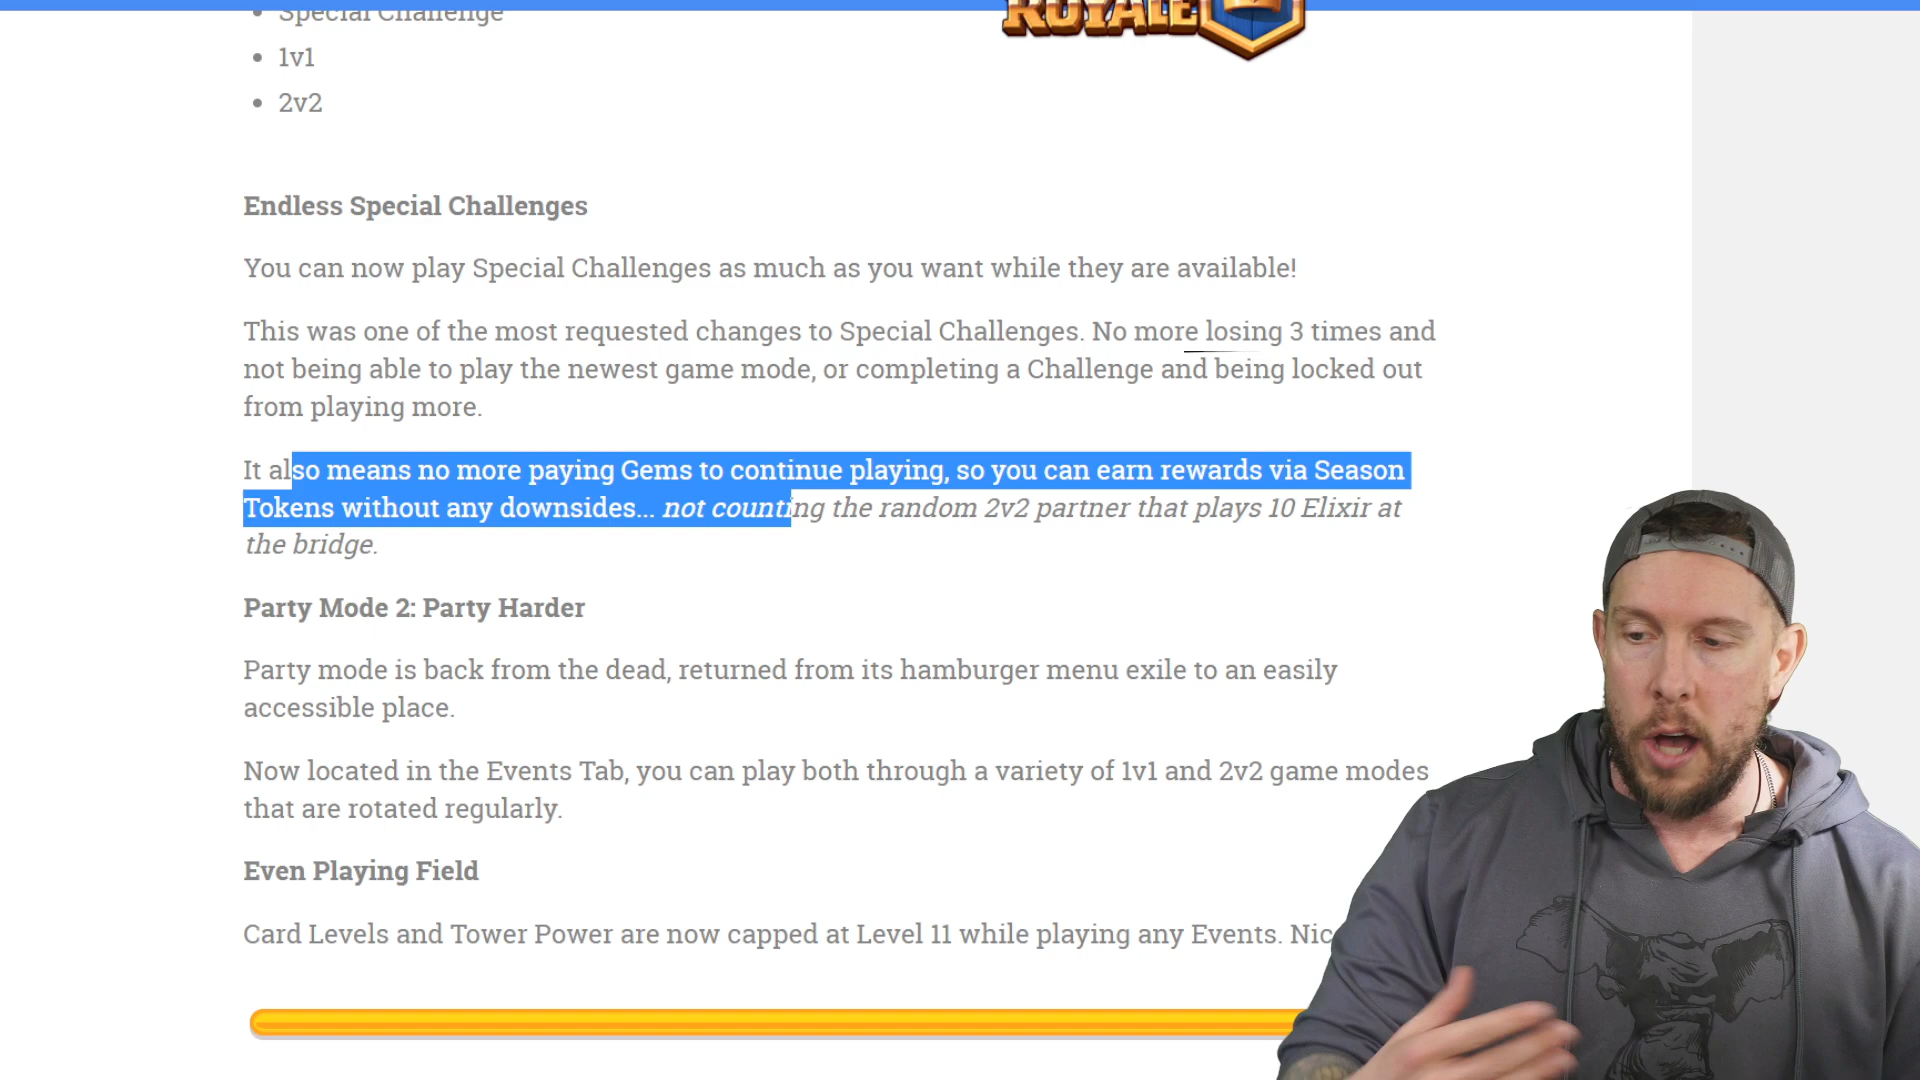 Special Challenge
ROYALE
1v1
2v2
Endless Special Challenges
You can now play Special Challenges as much as you want while they are available!
This was one of the most requested changes to Special Challenges. No more losing 3 times and
not being able to play the newest game mode, or completing a Challenge and being locked out
from playing more.
It also means no more paying Gems to continue playing, so you can earn rewards via Season
Tokens without any downsides... not counting the random 2v2 partner that plays 10 Elixir at
the bridge.
Party Mode 2: Party Harder
Party mode is back from the dead, returned from its hamburger menu exile to an easily
accessible place.
Now located in the Events Tab, you can play both through a variety of 1v1 and 2v2 game modes
that are rotated regularly.
Even Playing Field
Card Levels and Tower Power are now capped at Level 11 while playing any Events. Nic